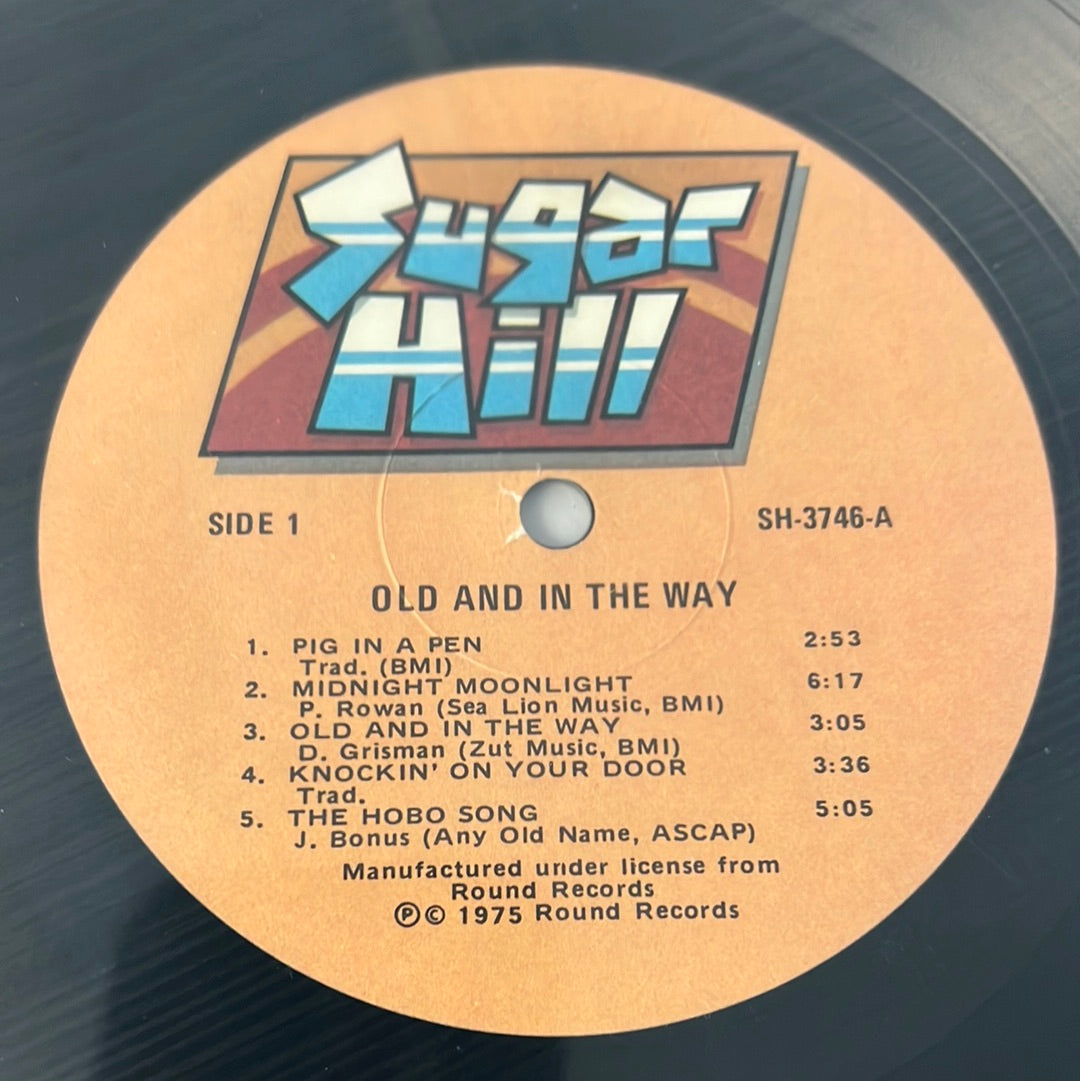 Sugar
Hill
SIDE 1 SH-3746-A
OLD AND IN THE WAY
1. PIG IN A PEN 2:53
Trad. (BMI)
2. MIDNIGHT MOONLIGHT 6:17
P. Rowan (Sea Lion Music, BMI)
3. OLD AND IN THE WAY 3:05
D. Grisman (Zut Music, BMI)
4. KNOCKIN' ON YOUR DOOR 3:36
Trad.
5. THE HOBO SONG 5:05
J. Bonus (Any Old Name, ASCAP)
Manufactured under license from
Round Records
℗© 1975 Round Records